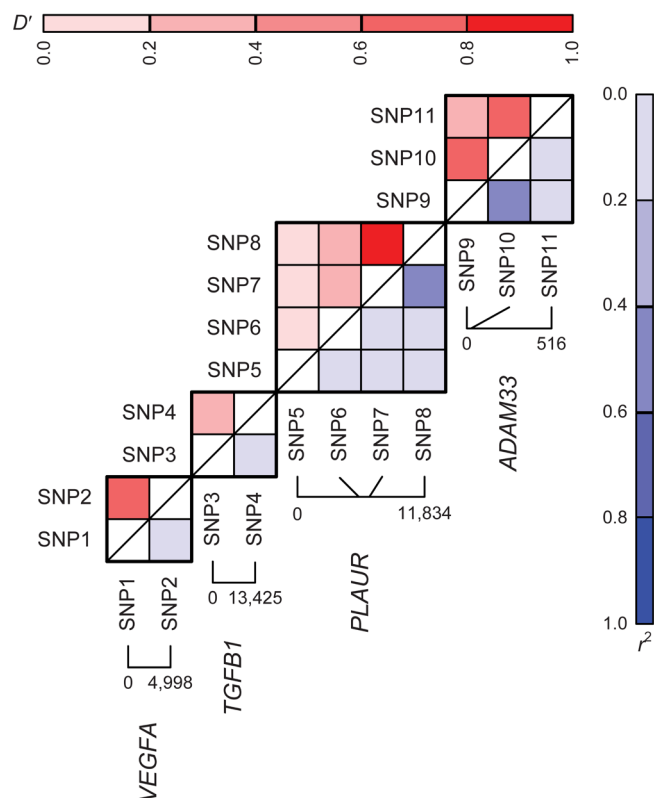 D′
0.0 0.2 0.4 0.6 0.8 1.0
0.0
0.2
0.4
0.6
0.8
1.0
r²
SNP11
SNP10
SNP9
SNP9 SNP10 SNP11
0 516
ADAM33
SNP8
SNP7
SNP6
SNP5
SNP5 SNP6 SNP7 SNP8
0 11,834
PLAUR
SNP4
SNP3
SNP3 SNP4
0 13,425
TGFB1
SNP2
SNP1
SNP1 SNP2
0 4,998
VEGFA